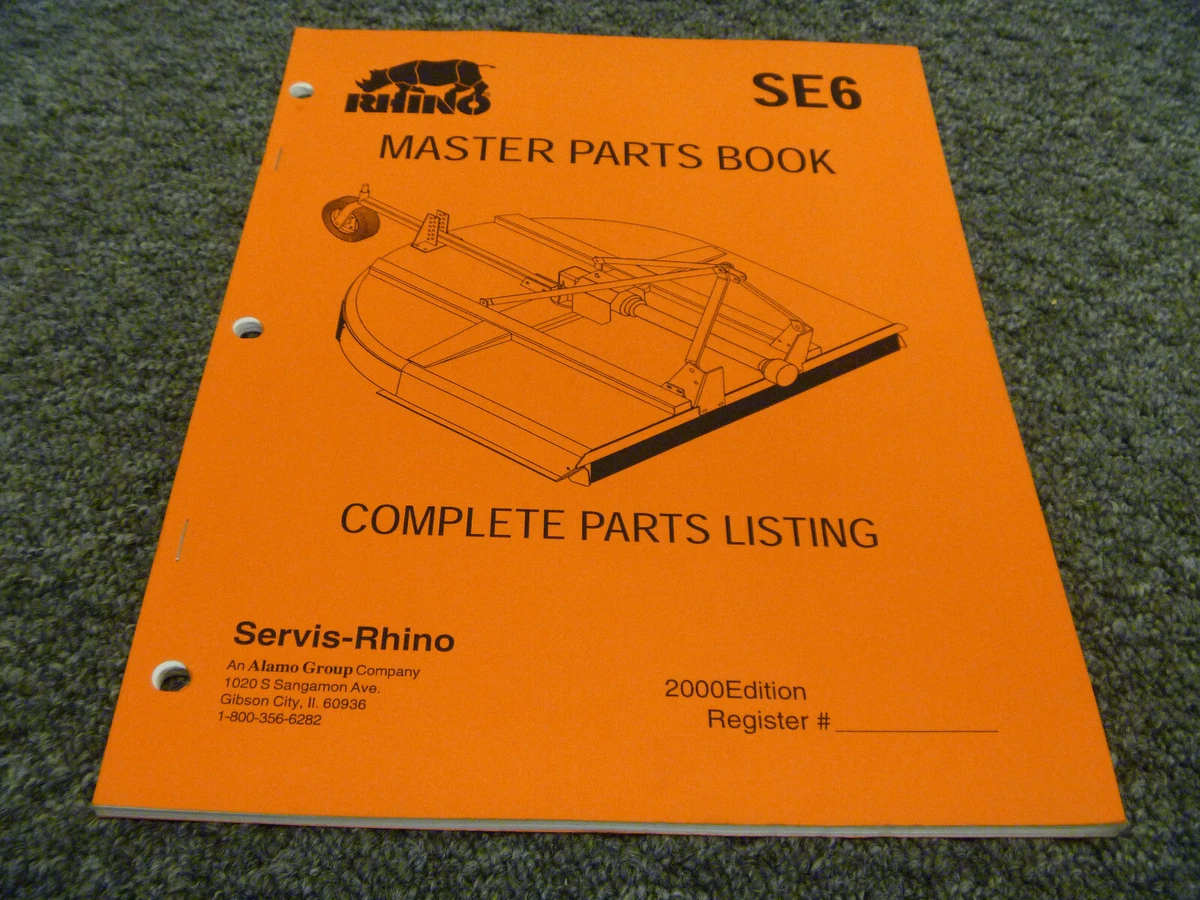 RHINO
SE6
MASTER PARTS BOOK
COMPLETE PARTS LISTING
Servis-Rhino
An Alamo Group Company
1020 S Sangamon Ave.
Gibson City, Il. 60936
1-800-356-6282
2000Edition
Register #____________